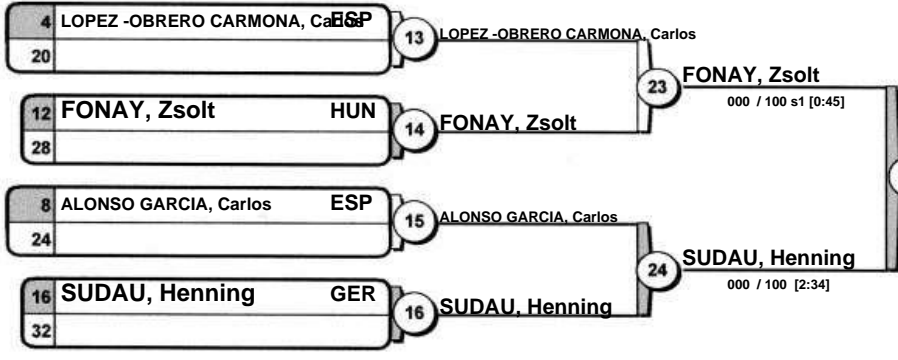 4 LOPEZ -OBRERO CARMONA, Carlos ESP
20
13
LOPEZ -OBRERO CARMONA, Carlos
12 FONAY, Zsolt HUN
28
14
FONAY, Zsolt
23
FONAY, Zsolt
000 / 100 s1 [0:45]
8 ALONSO GARCIA, Carlos ESP
24
15
ALONSO GARCIA, Carlos
16 SUDAU, Henning GER
32
16
SUDAU, Henning
24
SUDAU, Henning
000 / 100 [2:34]